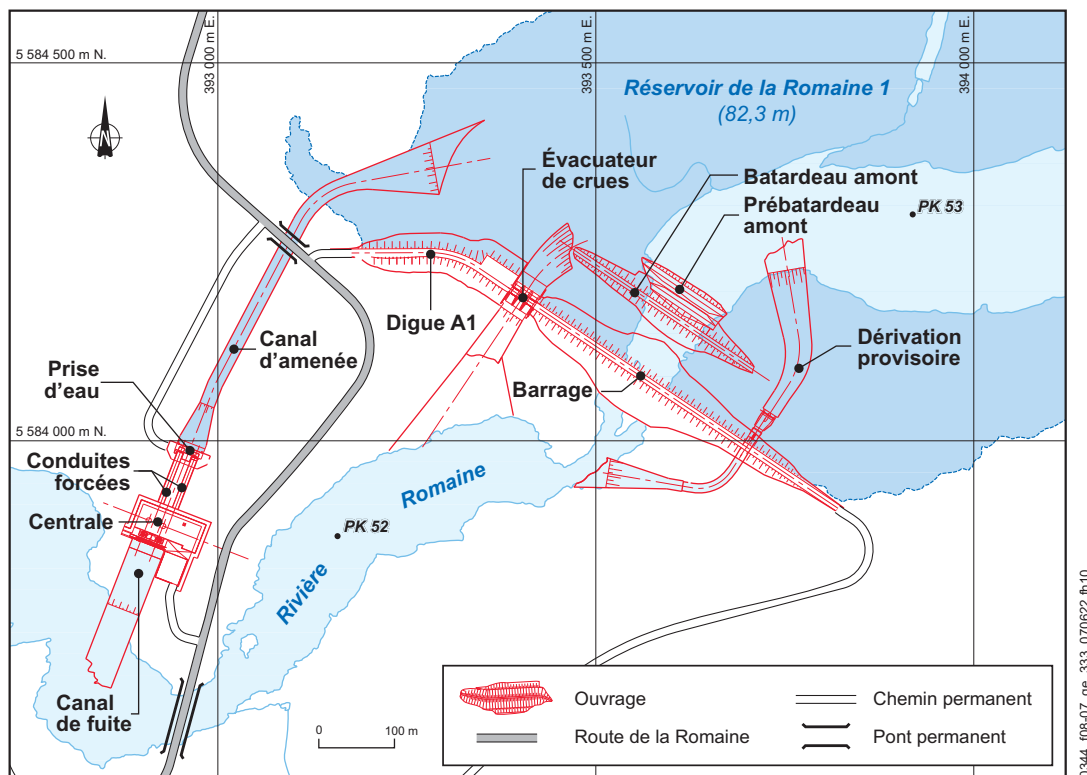 393 000 m E.
393 500 m E.
394 000 m E.
5 584 500 m N.
Réservoir de la Romaine 1
(82,3 m)
N
Évacuateur
de crues
Batardeau amont
Prébatardeau
amont
PK 53
Digue A1
Canal
d'amenée
Dérivation
provisoire
Prise
d'eau
Barrage
5 584 000 m N.
Conduites
forcées
Romaine
Centrale
PK 52
Rivière
Canal
de fuite
0 100 m
Ouvrage
Chemin permanent
Route de la Romaine
Pont permanent
0344_f08-07_ge_333_070622.fh10